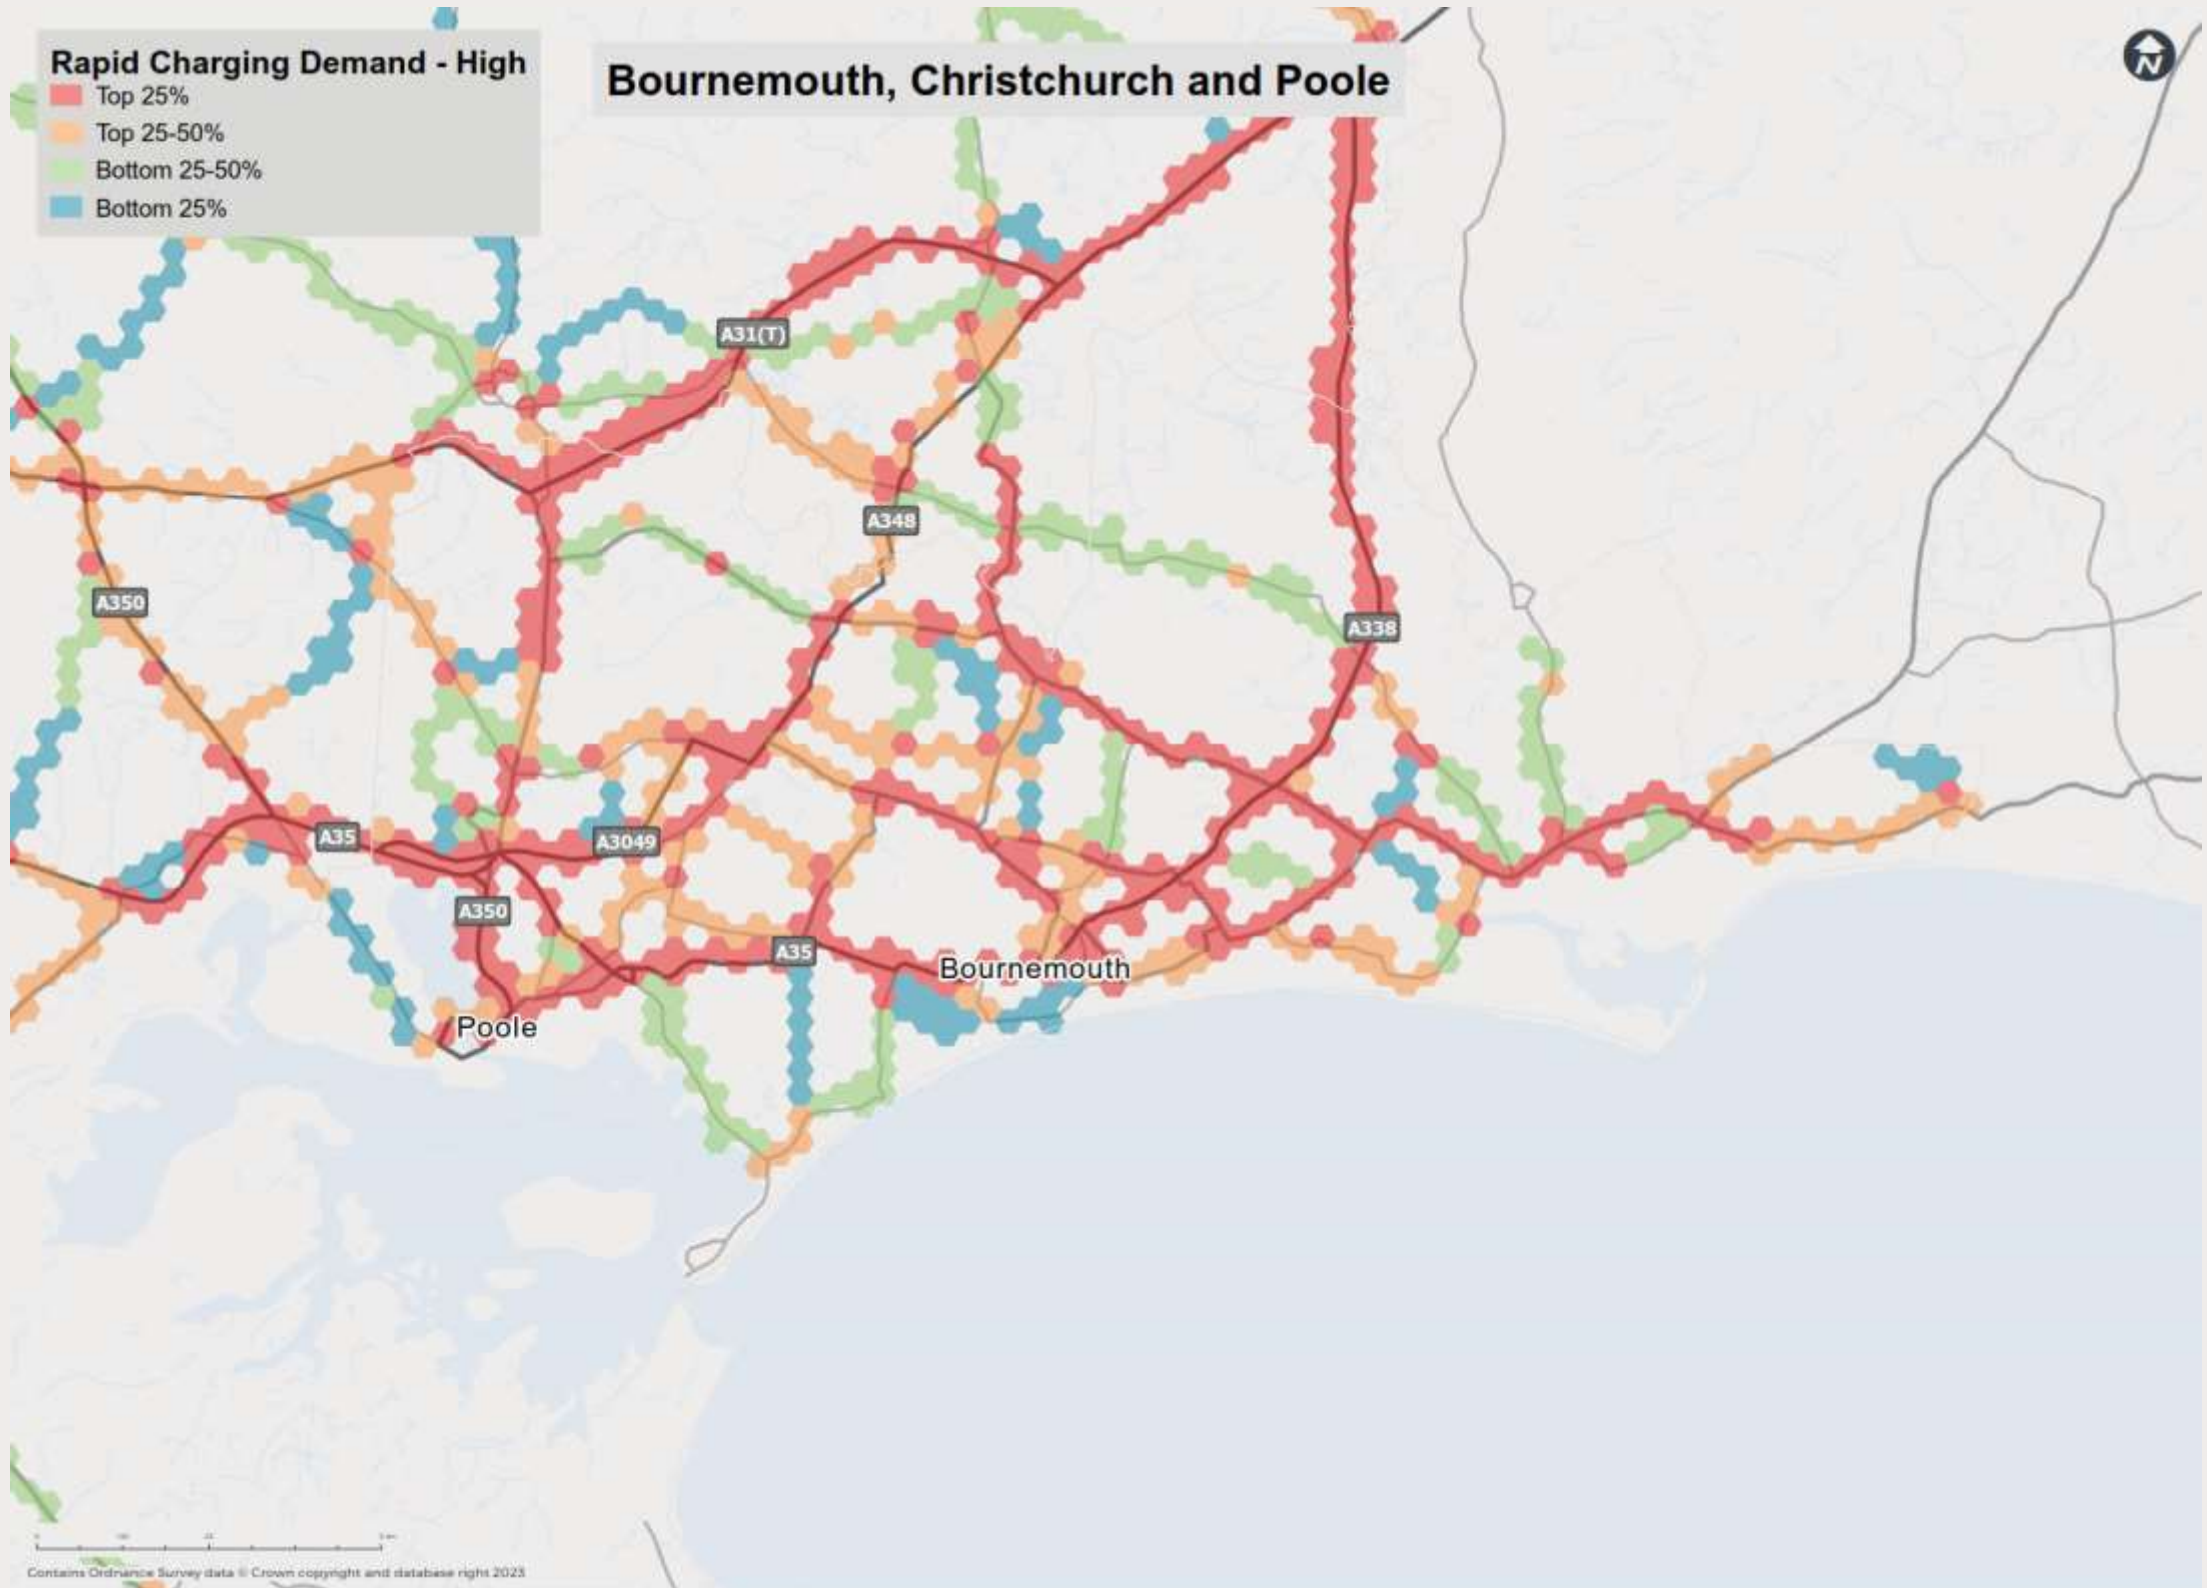 Rapid Charging Demand - High
Top 25%
Top 25-50%
Bottom 25-50%
Bottom 25%
Bournemouth, Christchurch and Poole
N
A31(T)
A348
A350
A338
A35
A3049
A350
A35
Bournemouth
Poole
Contains Ordnance Survey data © Crown copyright and database right 2023